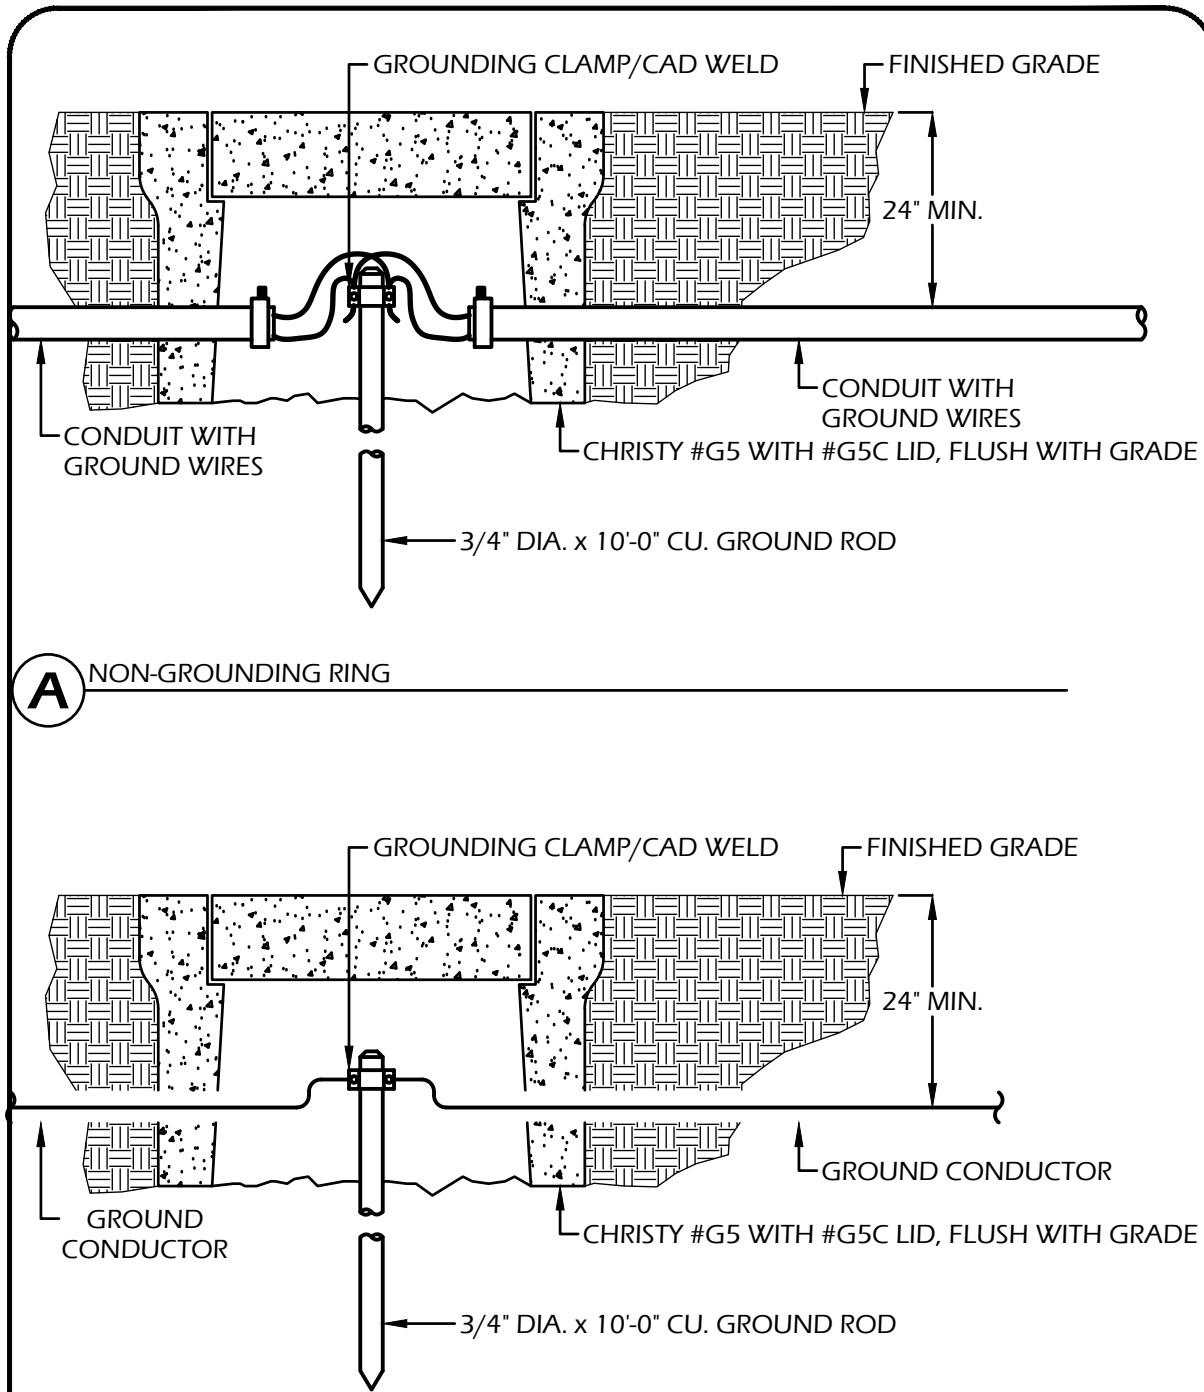 GROUNDING CLAMP/CAD WELD
FINISHED GRADE
24" MIN.
CONDUIT WITH
GROUND WIRES
CONDUIT WITH
GROUND WIRES
CHRISTY #G5 WITH #G5C LID, FLUSH WITH GRADE
3/4" DIA. x 10'-0" CU. GROUND ROD
A
NON-GROUNDING RING
GROUNDING CLAMP/CAD WELD
FINISHED GRADE
24" MIN.
GROUND
CONDUCTOR
GROUND CONDUCTOR
CHRISTY #G5 WITH #G5C LID, FLUSH WITH GRADE
3/4" DIA. x 10'-0" CU. GROUND ROD